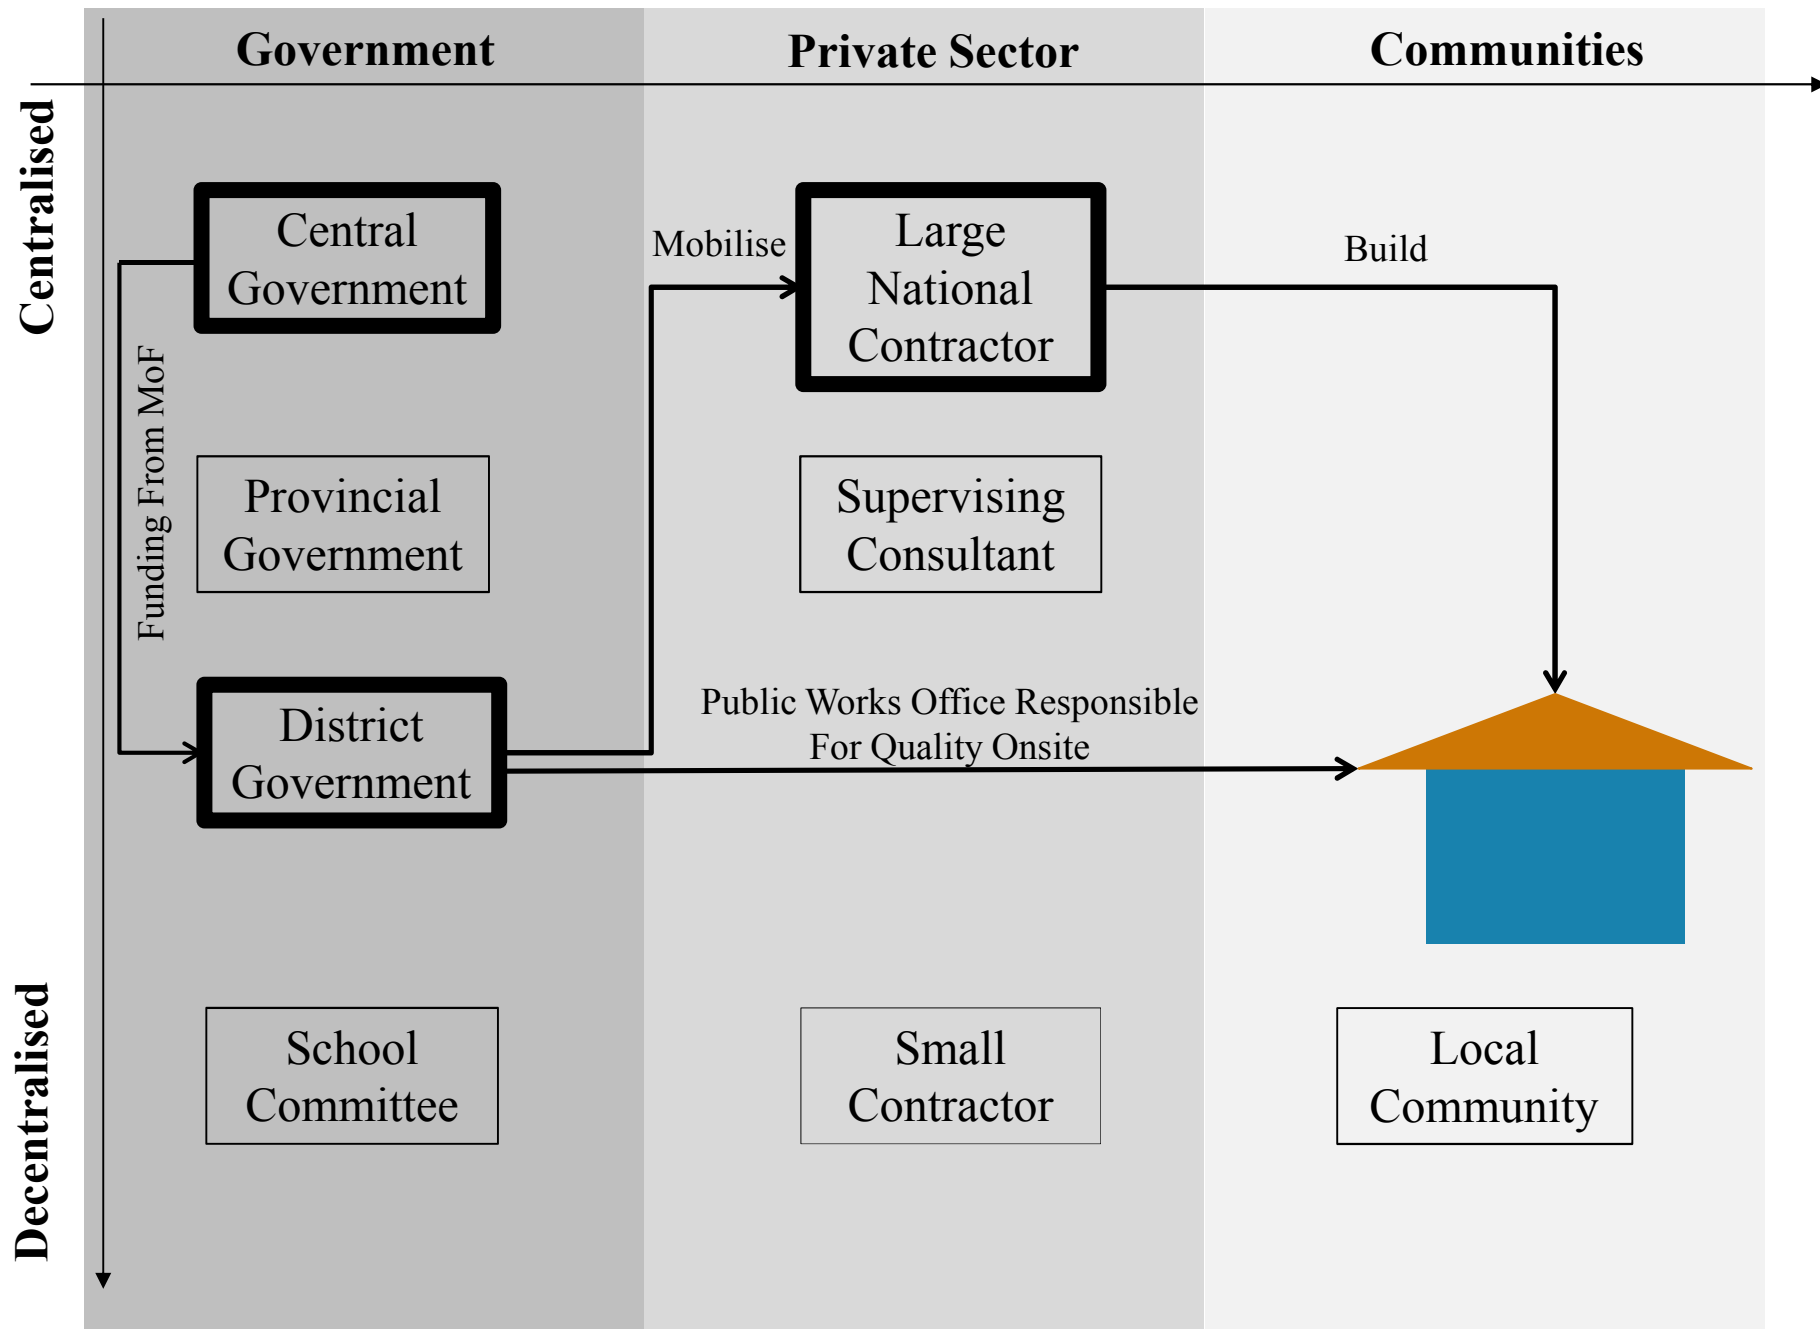 Government
Private Sector
Communities
Centralised
Central
Government
Mobilise
Large
National
Contractor
Build
Funding From MoF
Provincial
Government
Supervising
Consultant
District
Government
Public Works Office Responsible
For Quality Onsite
Decentralised
School
Committee
Small
Contractor
Local
Community